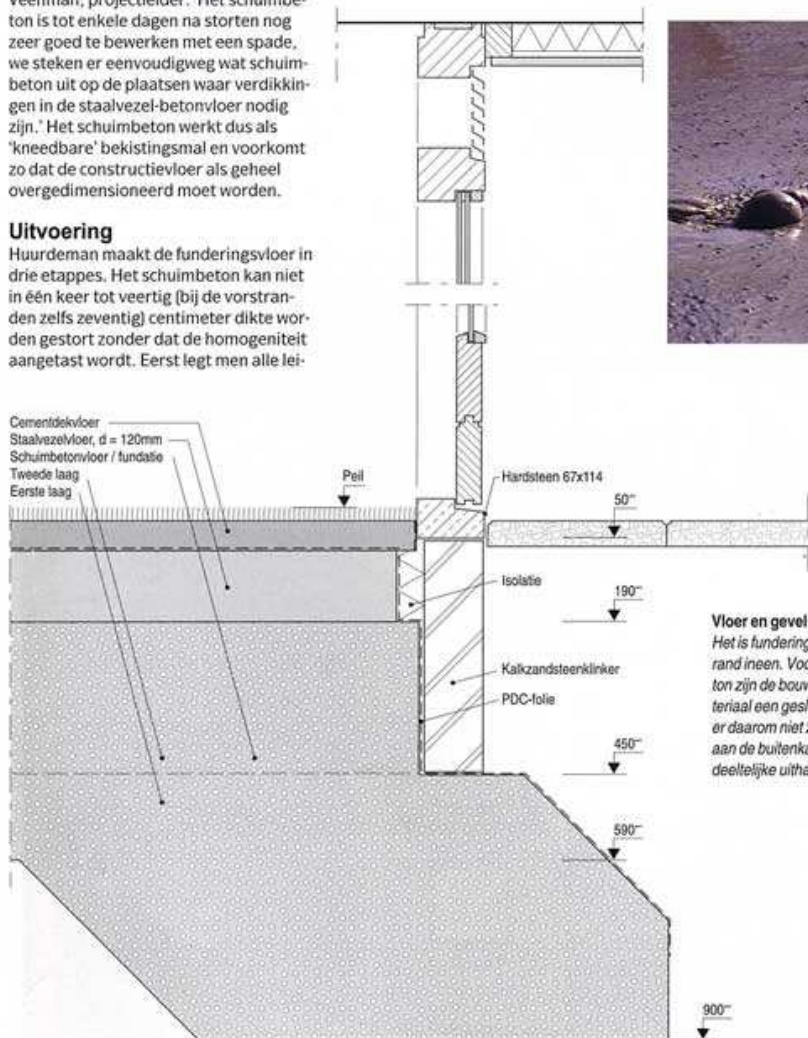 Veenman, projectleider. 'Het schuimbe-
ton is tot enkele dagen na storten nog
zeer goed te bewerken met een spade,
we steken er eenvoudigweg wat schuim-
beton uit op de plaatsen waar verdikkin-
gen in de staalvezel-betonvloer nodig
zijn.' Het schuimbeton werkt dus als
'kneedbare' bekistingsmal en voorkomt
zo dat de constructievloer als geheel
overgedimensioneerd moet worden.
Uitvoering
Huurdeman maakt de funderingsvloer in
drie etappes. Het schuimbeton kan niet
in één keer tot veertig (bij de vorstran-
den zelfs zeventig) centimeter dikte wor-
den gestort zonder dat de homogeniteit
aangetast wordt. Eerst legt men alle lei-
Cementdekvloer
Staalvezelvloer, d = 120mm
Schuimbetonvloer / fundatie
Tweede laag
Eerste laag
Peil
Hardsteen 67x114
50
Isolatie
190
Kalkzandsteenklinker
PDC-folie
450
590
900
Vloer en gevel
Het is fundering
rand ineen. Voo
ton zijn de bouw
teriaal een gesl
er daarom niet z
aan de buitenka
deeltelijke uitha